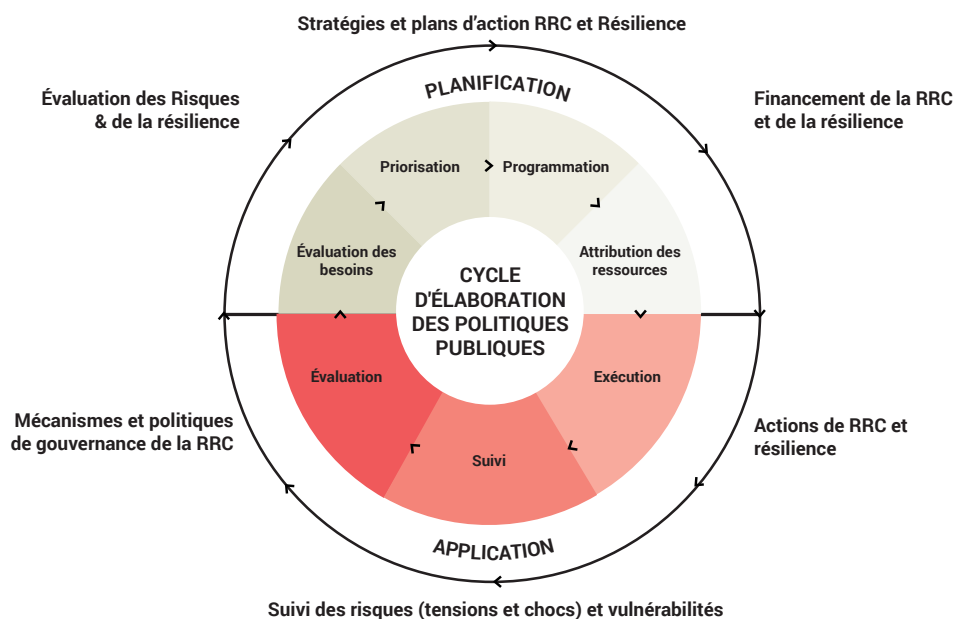 Stratégies et plans d’action RRC et Résilience
Évaluation des Risques
& de la résilience
PLANIFICATION
Financement de la RRC
et de la résilience
Priorisation
Programmation
Évaluation des
besoins
Attribution des
ressources
CYCLE
D'ÉLABORATION
DES POLITIQUES
PUBLIQUES
Évaluation
Exécution
Suivi
Mécanismes et politiques
de gouvernance de la RRC
Actions de RRC et
résilience
APPLICATION
Suivi des risques (tensions et chocs) et vulnérabilités